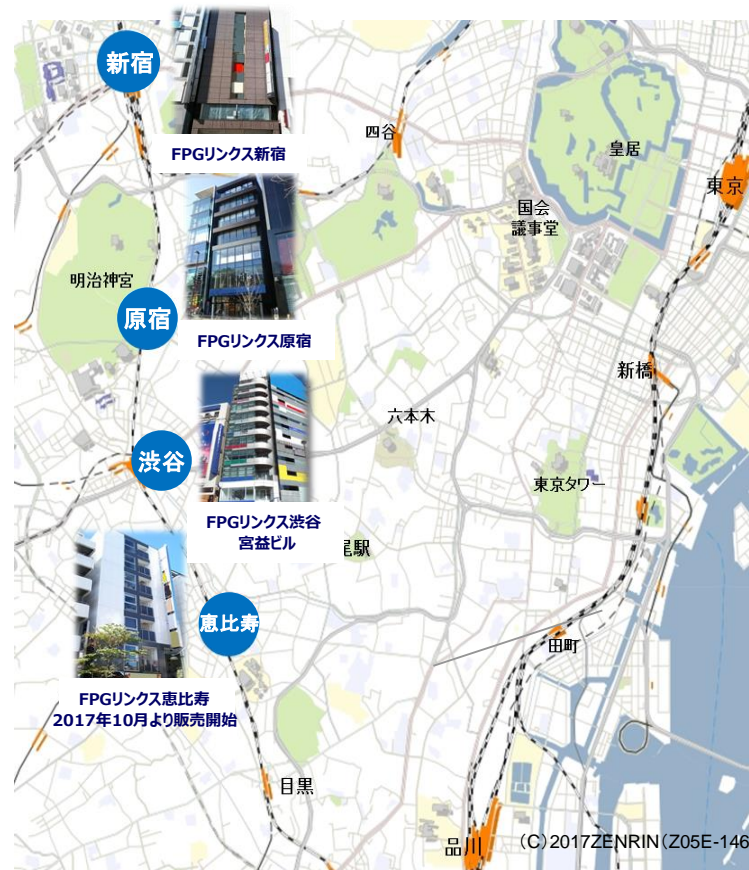 新宿
FPGリンクス新宿
四谷
皇居
東京
国会
議事堂
明治神宮
原宿
FPGリンクス原宿
新橋
六本木
渋谷
東京タワー
FPGリンクス渋谷
宮益ビル
尾駅
恵比寿
田町
FPGリンクス恵比寿
2017年10月より販売開始
目黒
品川
(C)2017ZENRIN(Z05E-146